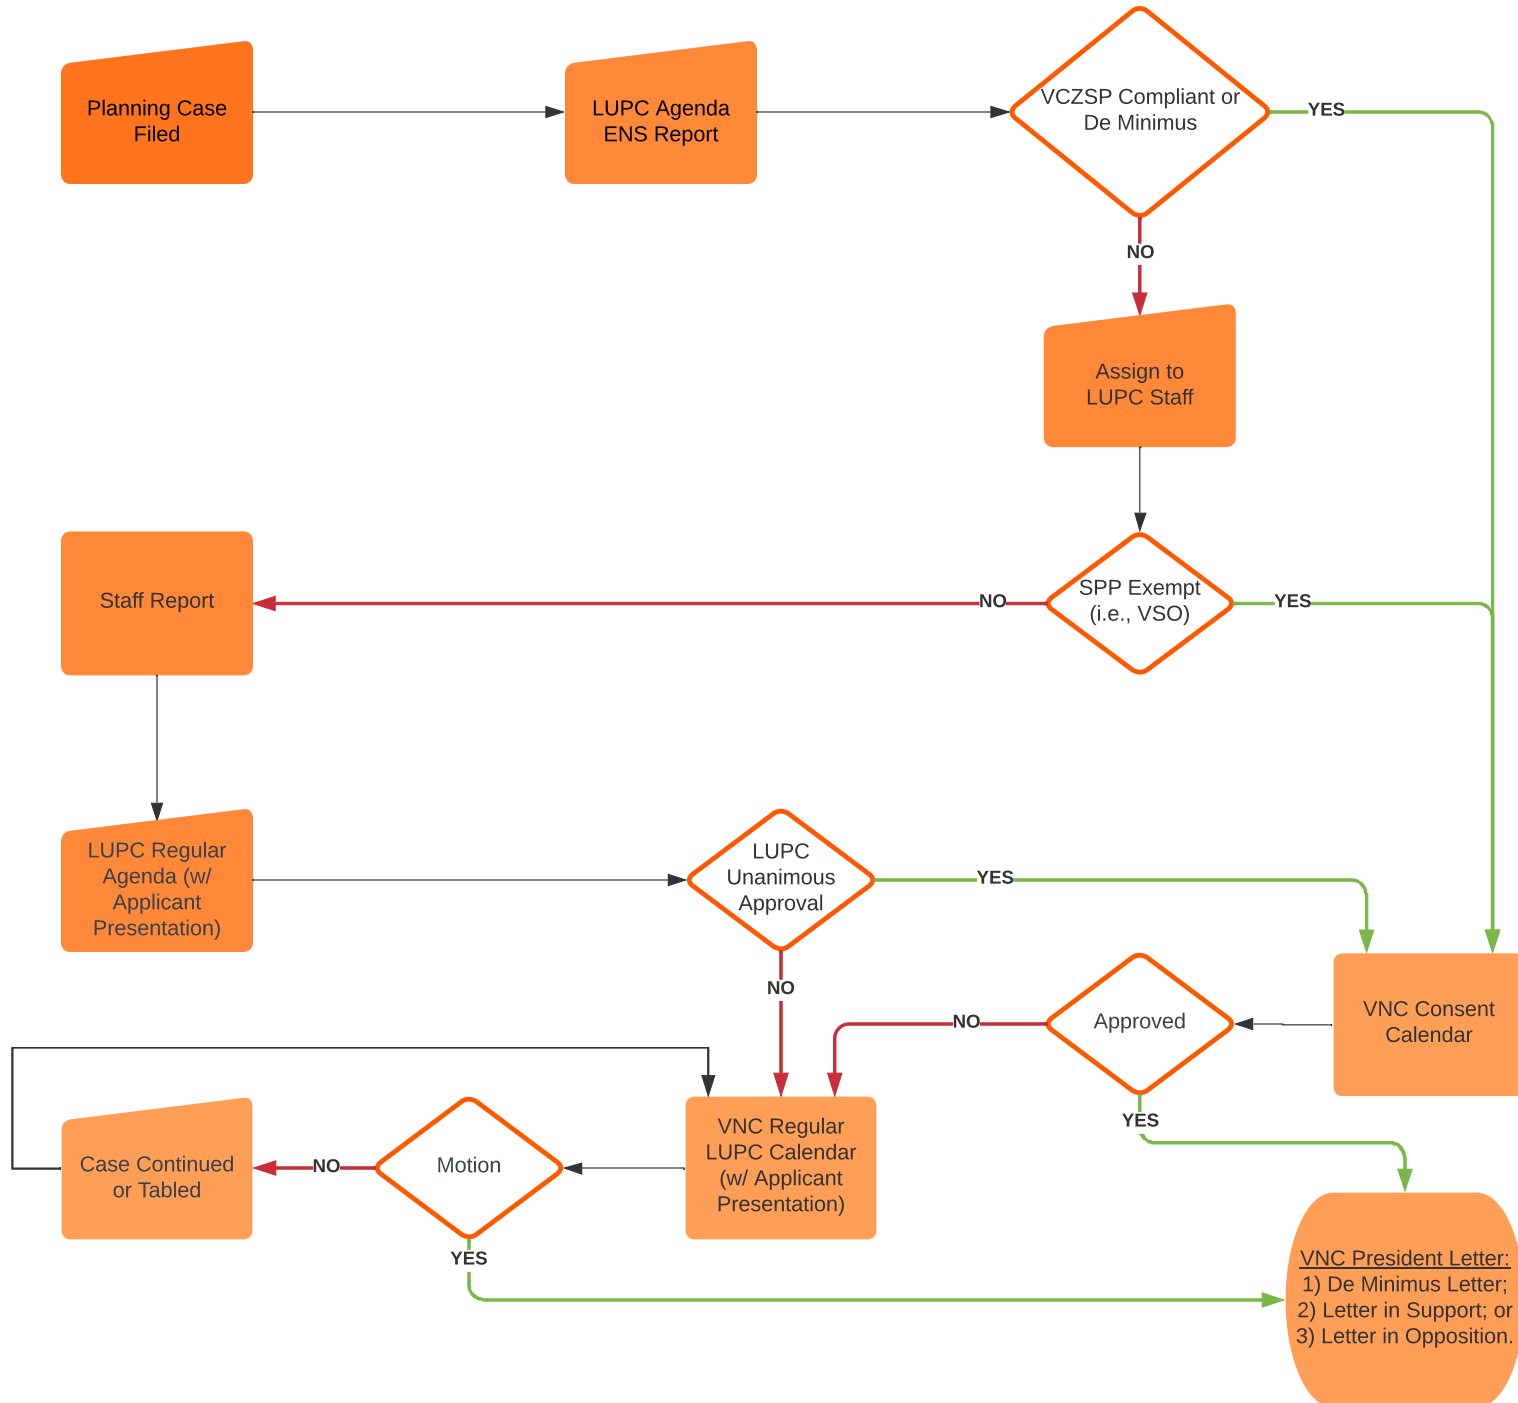 Planning Case
Filed
LUPC Agenda
ENS Report
VCZSP Compliant or
De Minimus
YES
NO
Assign to
LUPC Staff
SPP Exempt
(i.e., VSO)
YES
NO
Staff Report
LUPC Regular
Agenda (w/
Applicant
Presentation)
LUPC
Unanimous
Approval
YES
NO
VNC Consent
Calendar
Approved
NO
YES
VNC Regular
LUPC Calendar
(w/ Applicant
Presentation)
Motion
NO
YES
Case Continued
or Tabled
VNC President Letter:
1) De Minimus Letter;
2) Letter in Support; or
3) Letter in Opposition.